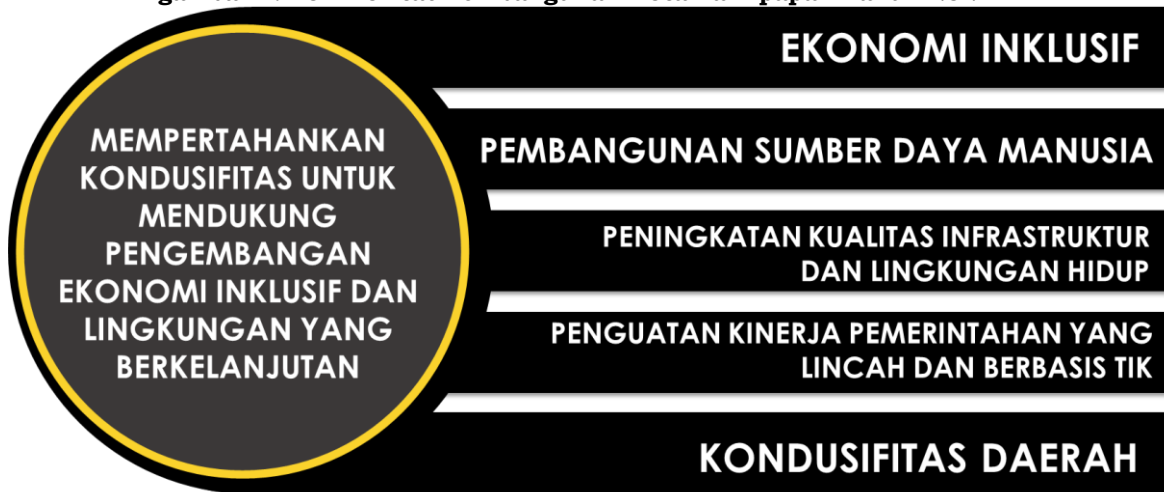 MEMPERTAHANKAN
KONDUSIFITAS UNTUK
MENDUKUNG
PENGEMBANGAN
EKONOMI INKLUSIF DAN
LINGKUNGAN YANG
BERKELANJUTAN
EKONOMI INKLUSIF
PEMBANGUNAN SUMBER DAYA MANUSIA
PENINGKATAN KUALITAS INFRASTRUKTUR
DAN LINGKUNGAN HIDUP
PENGUATAN KINERJA PEMERINTAHAN YANG
LINCAH DAN BERBASIS TIK
KONDUSIFITAS DAERAH